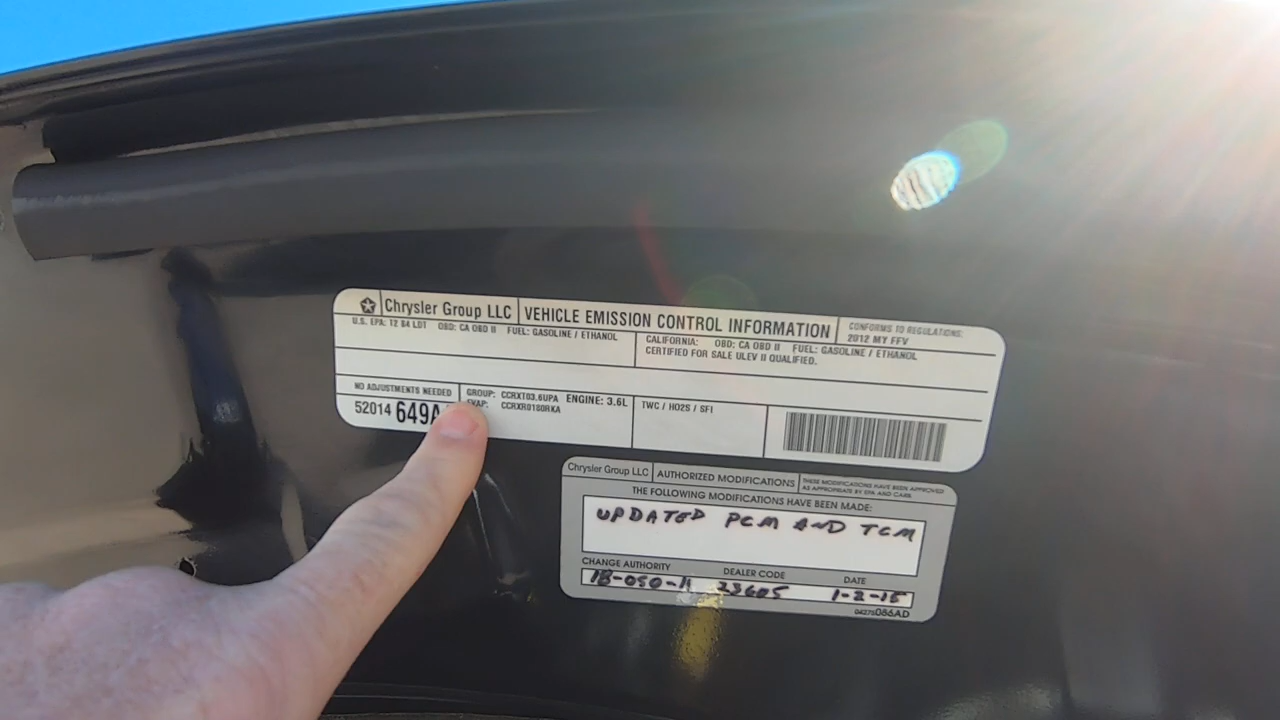 Chrysler Group LLC VEHICLE EMISSION CONTROL INFORMATION
CONFORMS TO REGULATIONS:
2012 MY FFV
U.S. EPA: 12 B4 LDT OBD: CA OBD II FUEL: GASOLINE / ETHANOL
CALIFORNIA: OBD: CA OBD II FUEL: GASOLINE / ETHANOL
CERTIFIED FOR SALE ULEV II QUALIFIED.
NO ADJUSTMENTS NEEDED
52014 649A
GROUP: CCRXT03.6UPA ENGINE: 3.6L
EVAP: CCRXR0180RKA
TWC / HO2S / SFI
Chrysler Group LLC AUTHORIZED MODIFICATIONS
THESE MODIFICATIONS HAVE BEEN APPROVED
AS APPROPRIATE BY EPA AND CARB.
THE FOLLOWING MODIFICATIONS HAVE BEEN MADE:
UPDATED PCM AND TCM
CHANGE AUTHORITY DEALER CODE DATE
18-050-11 23605 1-2-15
04275086AD